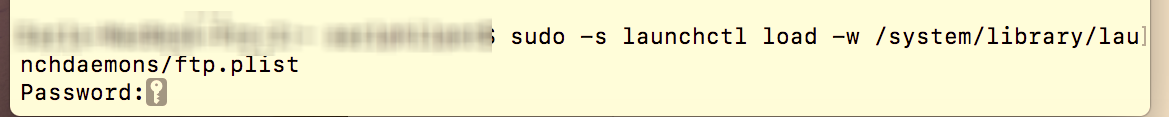 $ sudo -s launchctl load -w /system/library/lau
nchdaemons/ftp.plist
Password: